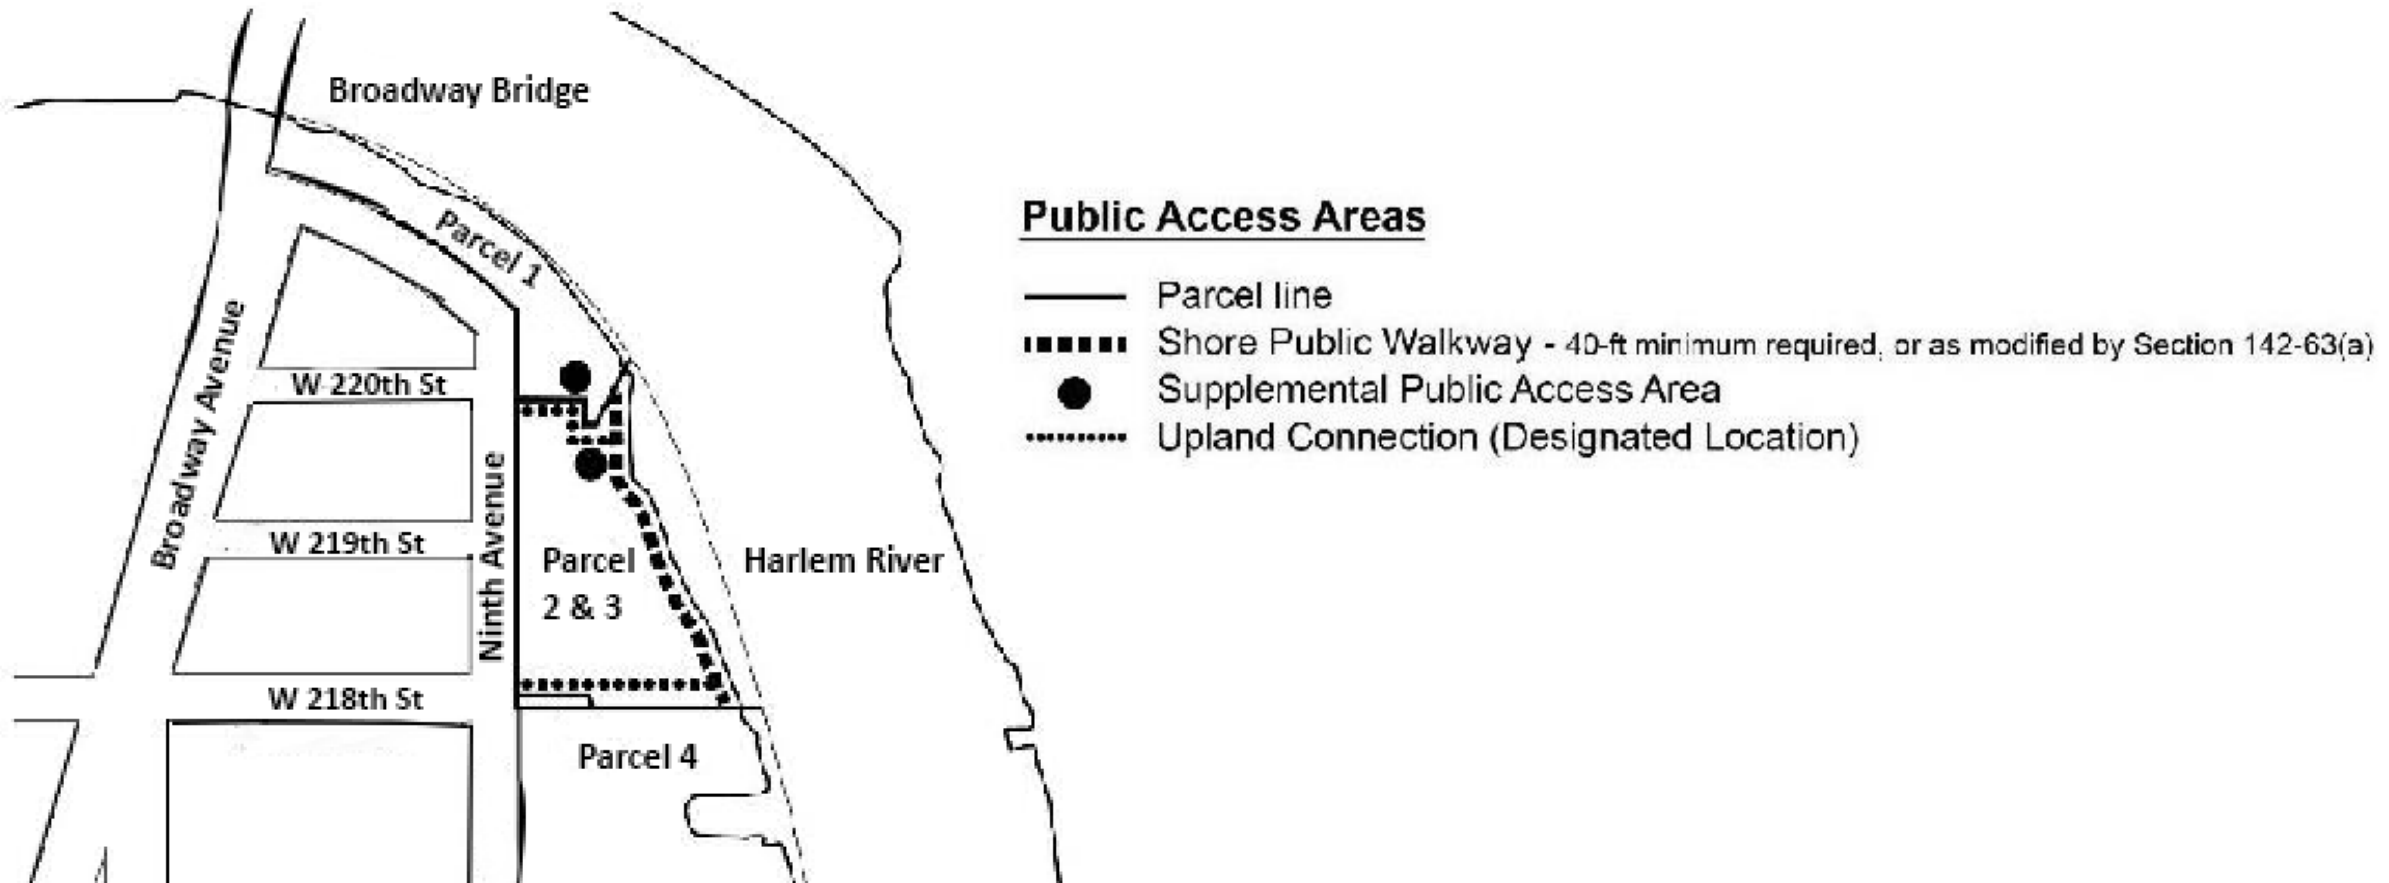 Broadway Bridge
Parcel 1
Broadway Avenue
W 220th St
W 219th St
Ninth Avenue
Parcel
2 & 3
Harlem River
W 218th St
Parcel 4
Public Access Areas
Parcel line
Shore Public Walkway - 40-ft minimum required, or as modified by Section 142-63(a)
Supplemental Public Access Area
Upland Connection (Designated Location)